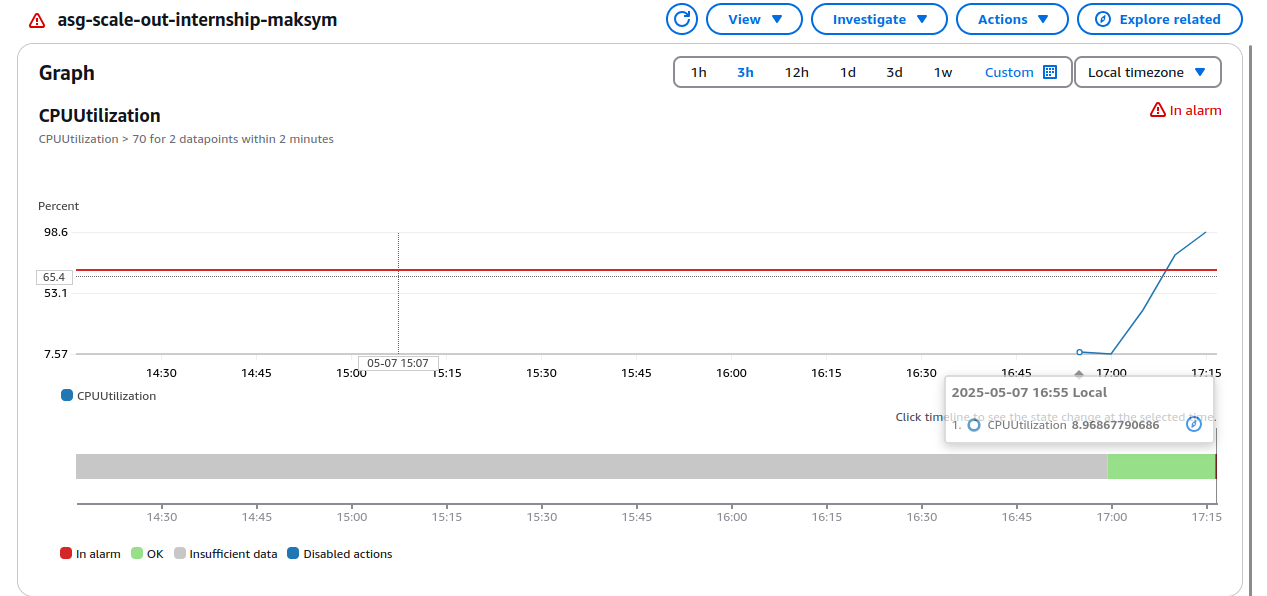 asg-scale-out-internship-maksym
View
Investigate
Actions
Explore related
Graph
1h 3h 12h 1d 3d 1w Custom
Local timezone
CPUUtilization
In alarm
CPUUtilization > 70 for 2 datapoints within 2 minutes
Percent
98.6
65.4
53.1
7.57
05-07 15:07
14:30 14:45 15:00 15:15 15:30 15:45 16:00 16:15 16:30 16:45 17:00 17:15
2025-05-07 16:55 Local
CPUUtilization
Click timeline to see the state change at the selected time.
1. CPUUtilization 8.96867790686
14:30 14:45 15:00 15:15 15:30 15:45 16:00 16:15 16:30 16:45 17:00 17:15
In alarm OK Insufficient data Disabled actions